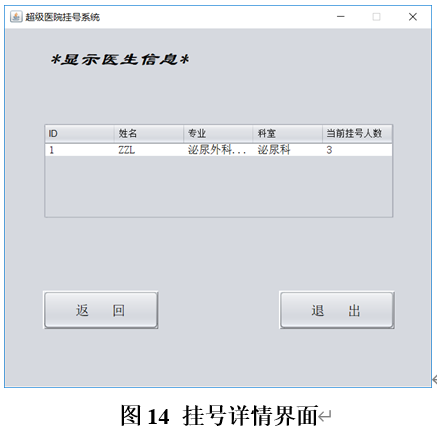 超级医院挂号系统
*显示医生信息*
ID 姓名 专业 科室 当前挂号人数
1 ZZL 泌尿外科... 泌尿科 3
返 回 退 出
图 14 挂号详情界面